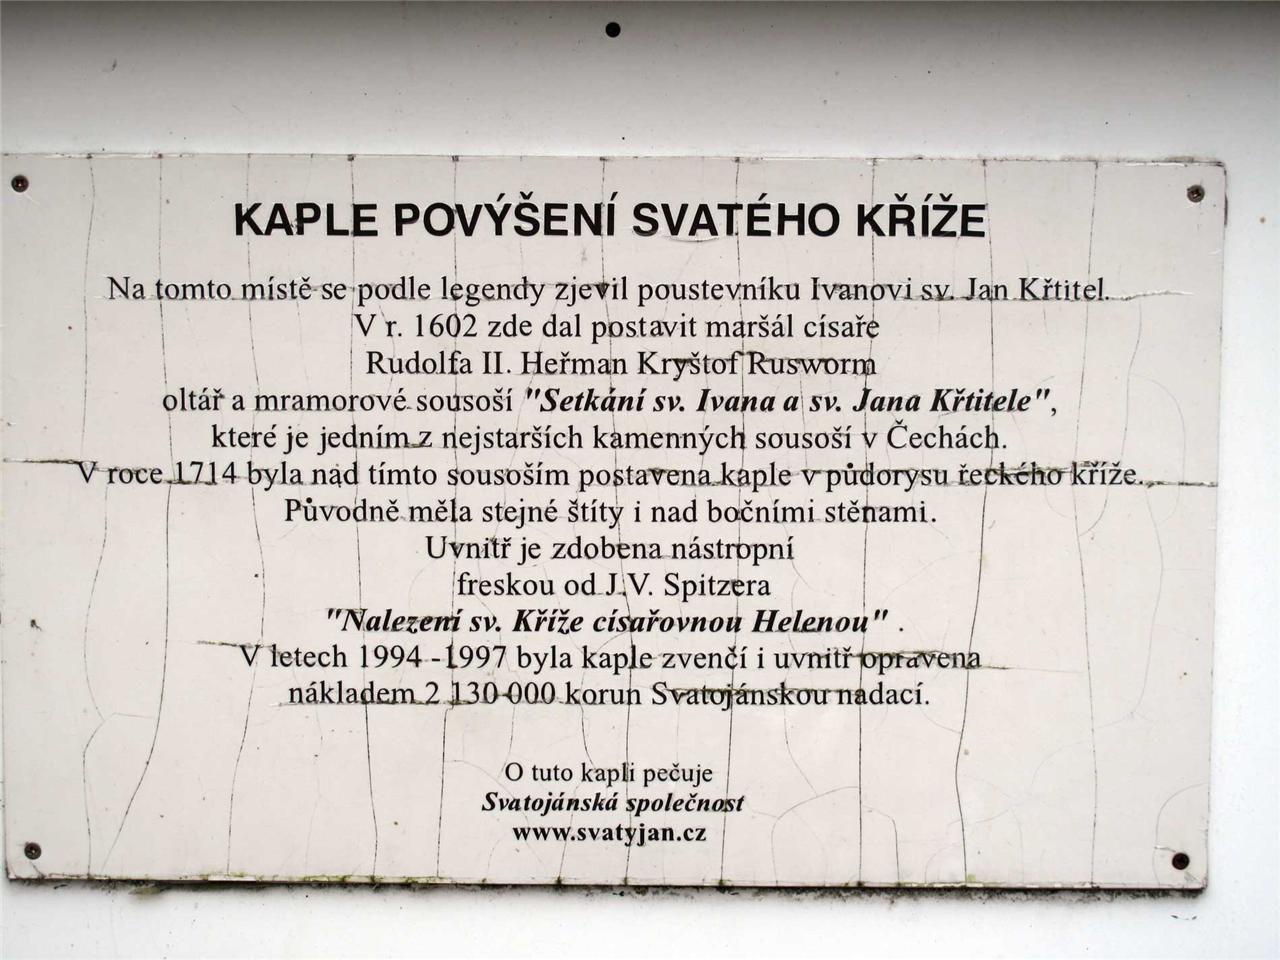 KAPLE POVÝŠENÍ SVATÉHO KŘÍŽE
Na tomto místě se podle legendy zjevil poustevníku Ivanovi sv. Jan Křtitel.
V r. 1602 zde dal postavit maršál císaře
Rudolfa II. Heřman Kryštof Rusworm
oltář a mramorové sousoší "Setkání sv. Ivana a sv. Jana Křtitele",
které je jedním z nejstarších kamenných sousoší v Čechách.
V roce 1714 byla nad tímto sousoším postavena kaple v půdorysu řeckého kříže.
Původně měla stejné štíty i nad bočními stěnami.
Uvnitř je zdobena nástropní
freskou od J.V. Spitzera
"Nalezení sv. Kříže císařovnou Helenou" .
V letech 1994 -1997 byla kaple zvenčí i uvnitř opravena
nákladem 2 130 000 korun Svatojánskou nadací.
O tuto kapli pečuje
Svatojánská společnost
www.svatyjan.cz